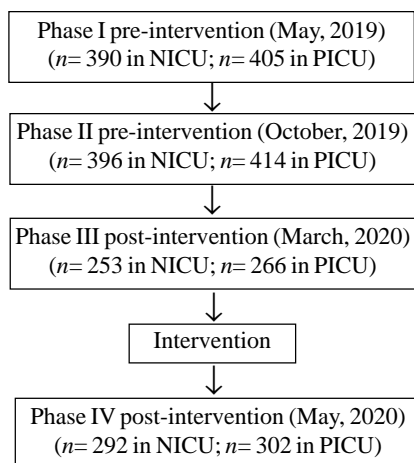 Phase I pre-intervention (May, 2019)
(n= 390 in NICU; n= 405 in PICU)
Phase II pre-intervention (October, 2019)
(n= 396 in NICU; n= 414 in PICU)
Phase III post-intervention (March, 2020)
(n= 253 in NICU; n= 266 in PICU)
Intervention
Phase IV post-intervention (May, 2020)
(n= 292 in NICU; n= 302 in PICU)